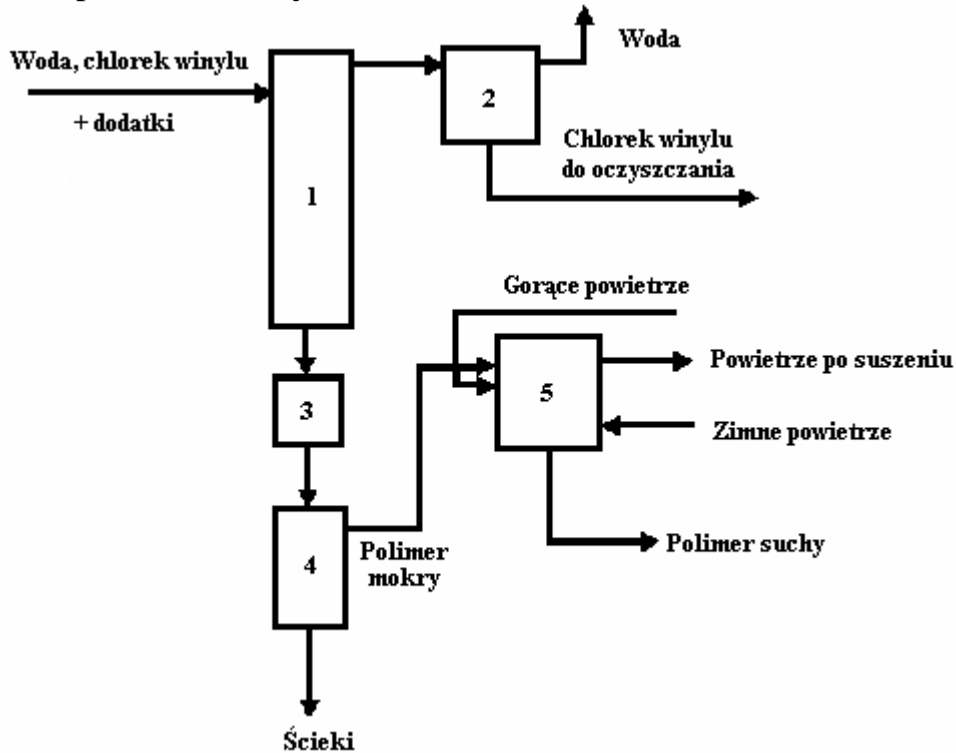 Woda, chlorek winylu
+ dodatki
1
2
Woda
Chlorek winylu
do oczyszczania
Gorące powietrze
3
5
Powietrze po suszeniu
Zimne powietrze
4
Polimer
mokry
Polimer suchy
Ścieki